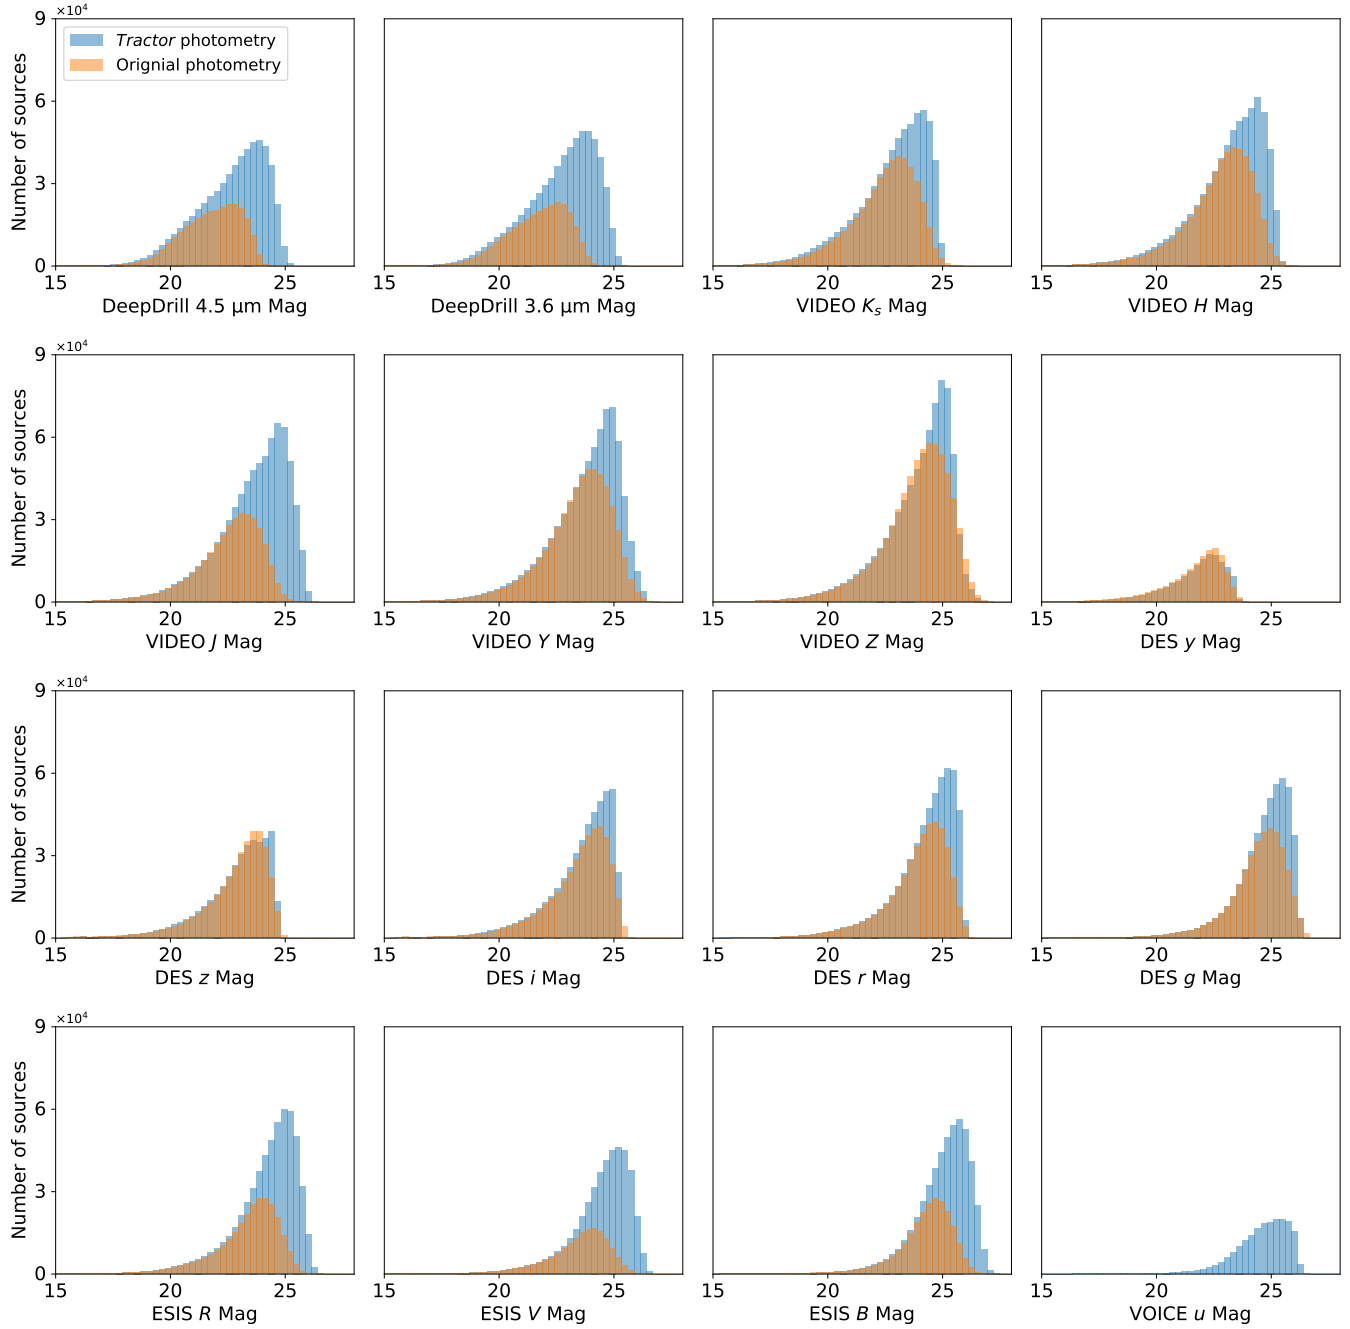 ×10⁴
9
6
3
0
Number of sources
Tractor photometry
Orignial photometry
15 20 25
15 20 25
15 20 25
15 20 25
DeepDrill 4.5 μm Mag
DeepDrill 3.6 μm Mag
VIDEO Kₛ Mag
VIDEO H Mag
×10⁴
9
6
3
0
Number of sources
15 20 25
15 20 25
15 20 25
15 20 25
VIDEO J Mag
VIDEO Y Mag
VIDEO Z Mag
DES y Mag
×10⁴
9
6
3
0
Number of sources
15 20 25
15 20 25
15 20 25
15 20 25
DES z Mag
DES i Mag
DES r Mag
DES g Mag
×10⁴
9
6
3
0
Number of sources
15 20 25
15 20 25
15 20 25
15 20 25
ESIS R Mag
ESIS V Mag
ESIS B Mag
VOICE u Mag